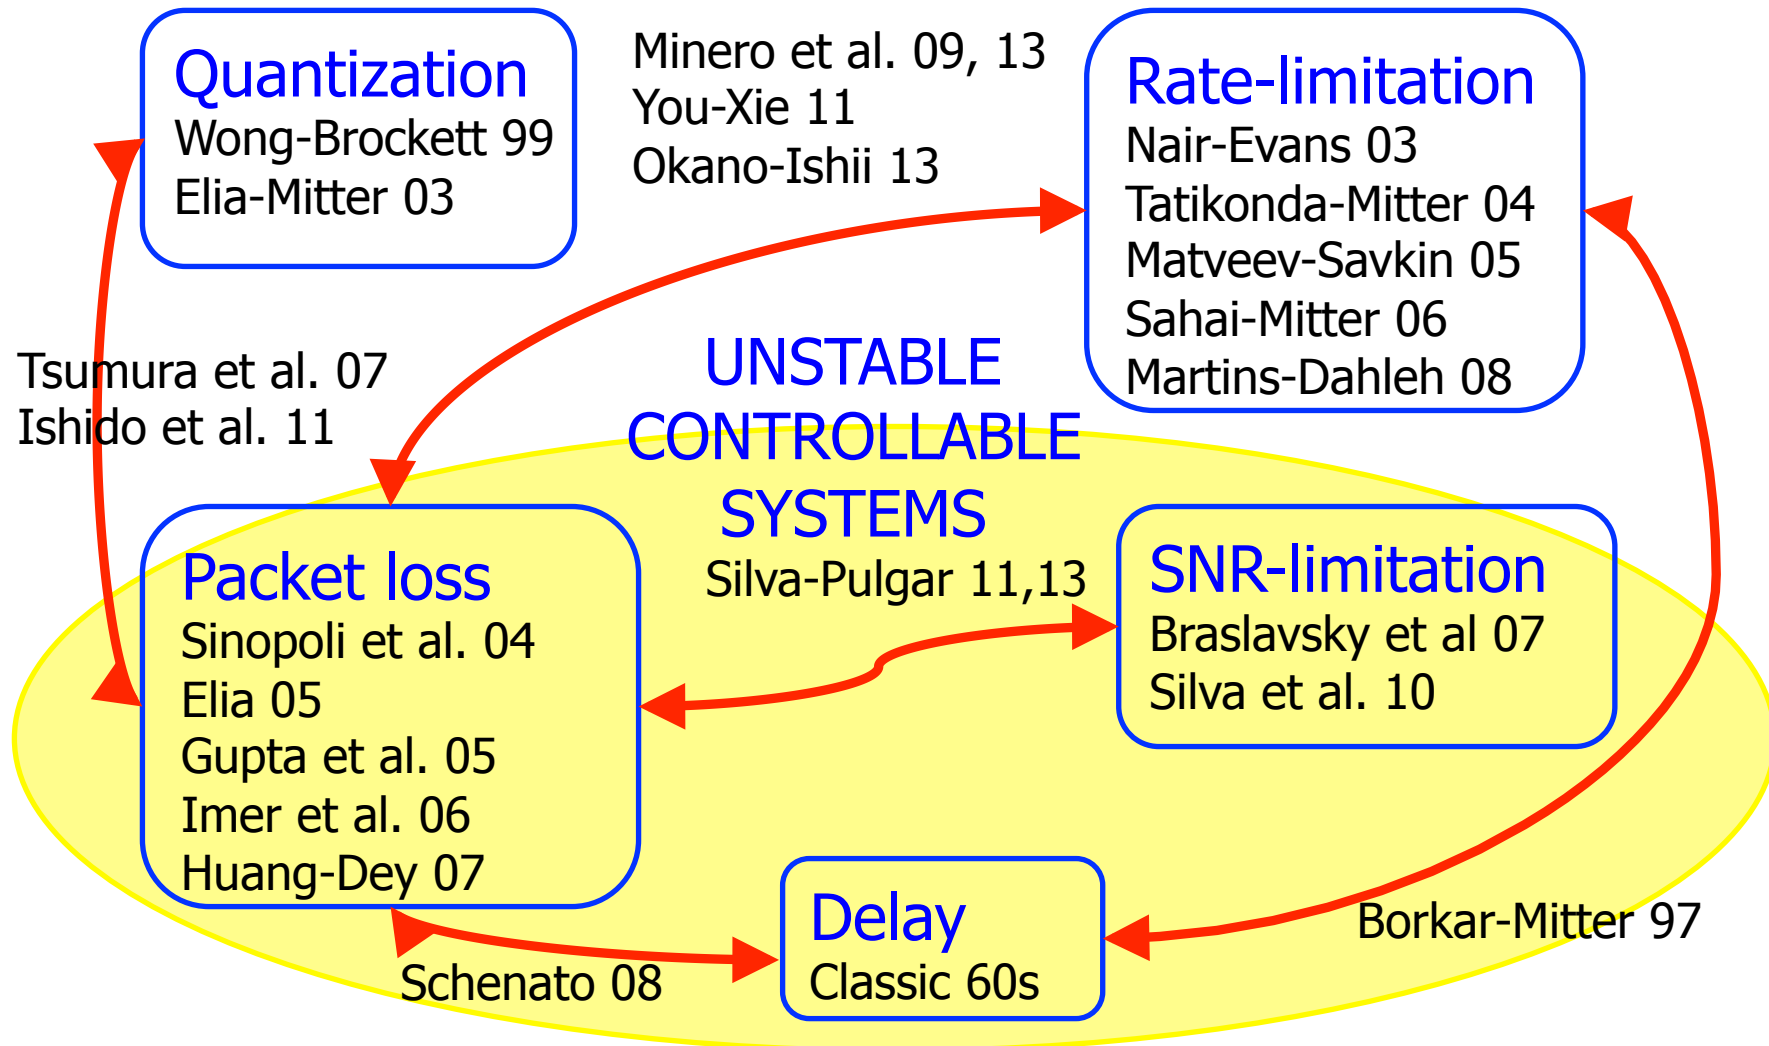 Quantization
Wong-Brockett 99
Elia-Mitter 03
Minero et al. 09, 13
You-Xie 11
Okano-Ishii 13
Rate-limitation
Nair-Evans 03
Tatikonda-Mitter 04
Matveev-Savkin 05
Sahai-Mitter 06
Martins-Dahleh 08
Tsumura et al. 07
Ishido et al. 11
UNSTABLE
CONTROLLABLE
SYSTEMS
Silva-Pulgar 11,13
Packet loss
Sinopoli et al. 04
Elia 05
Gupta et al. 05
Imer et al. 06
Huang-Dey 07
SNR-limitation
Braslavsky et al 07
Silva et al. 10
Delay
Classic 60s
Schenato 08
Borkar-Mitter 97